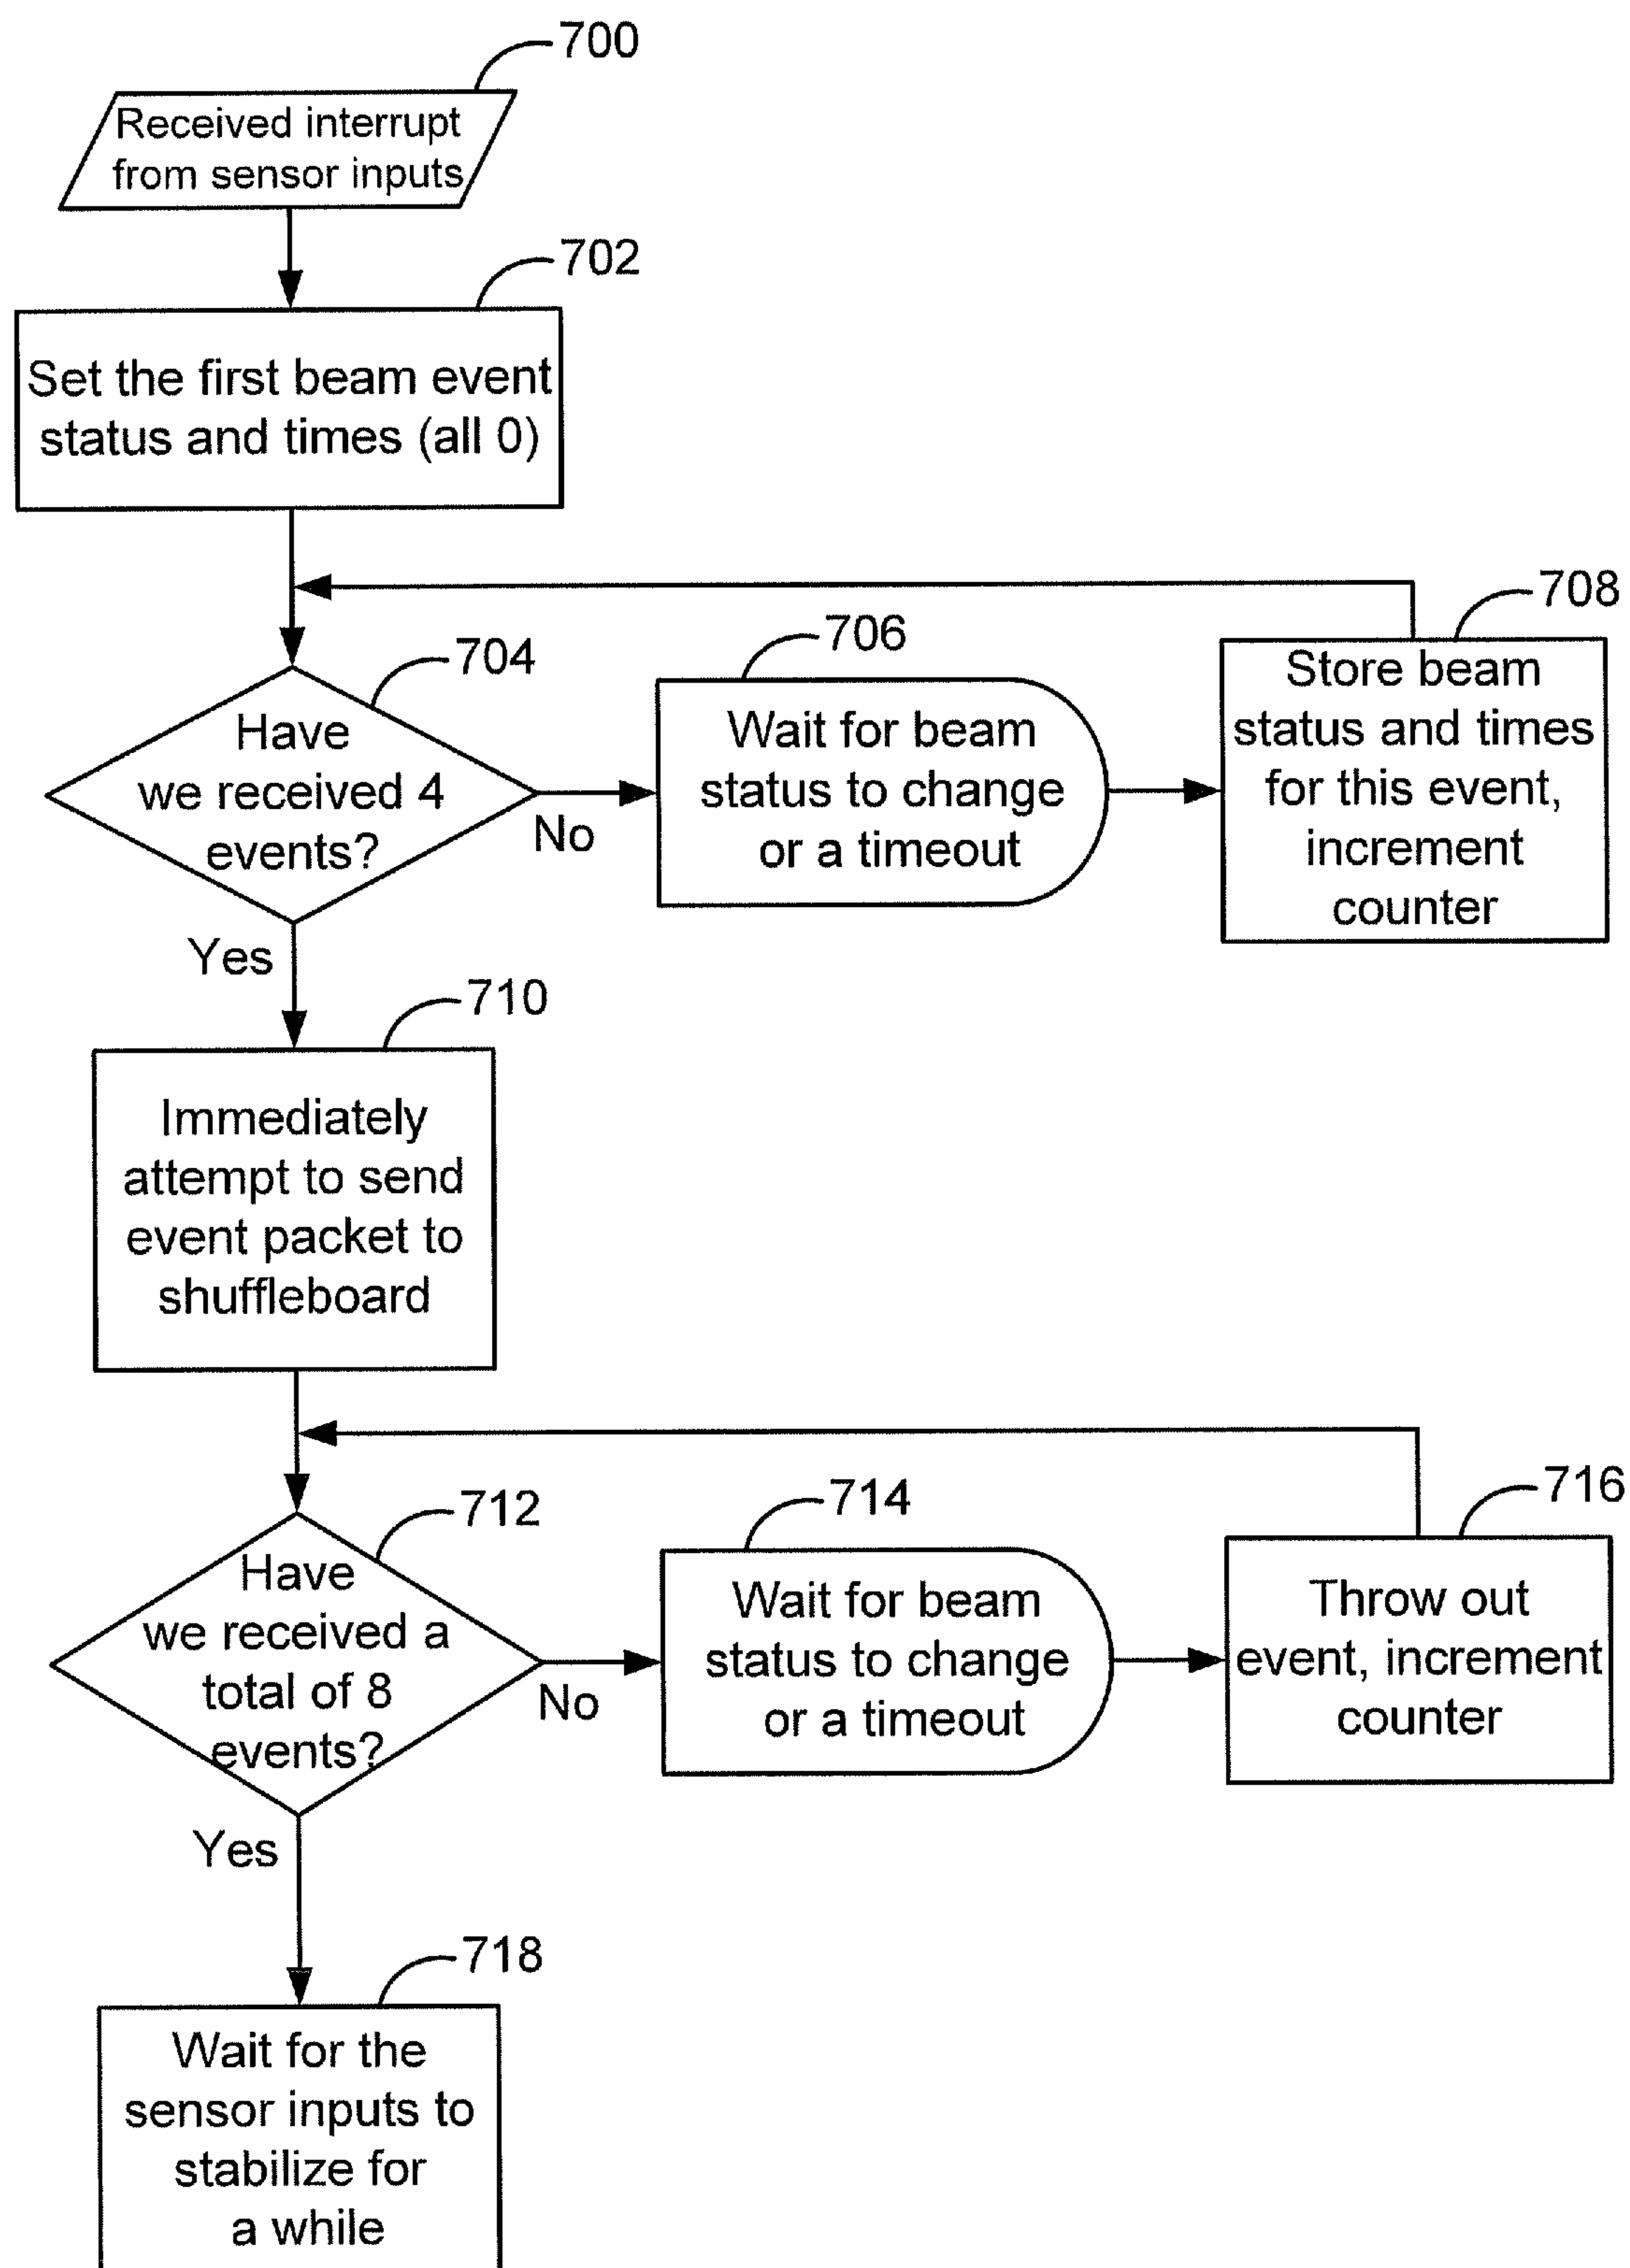 700
Received interrupt
from sensor inputs
702
Set the first beam event
status and times (all 0)
704
Have
we received 4
events?
No
Yes
706
Wait for beam
status to change
or a timeout
708
Store beam
status and times
for this event,
increment
counter
710
Immediately
attempt to send
event packet to
shuffleboard
712
Have
we received a
total of 8
events?
No
Yes
714
Wait for beam
status to change
or a timeout
716
Throw out
event, increment
counter
718
Wait for the
sensor inputs to
stabilize for
a while